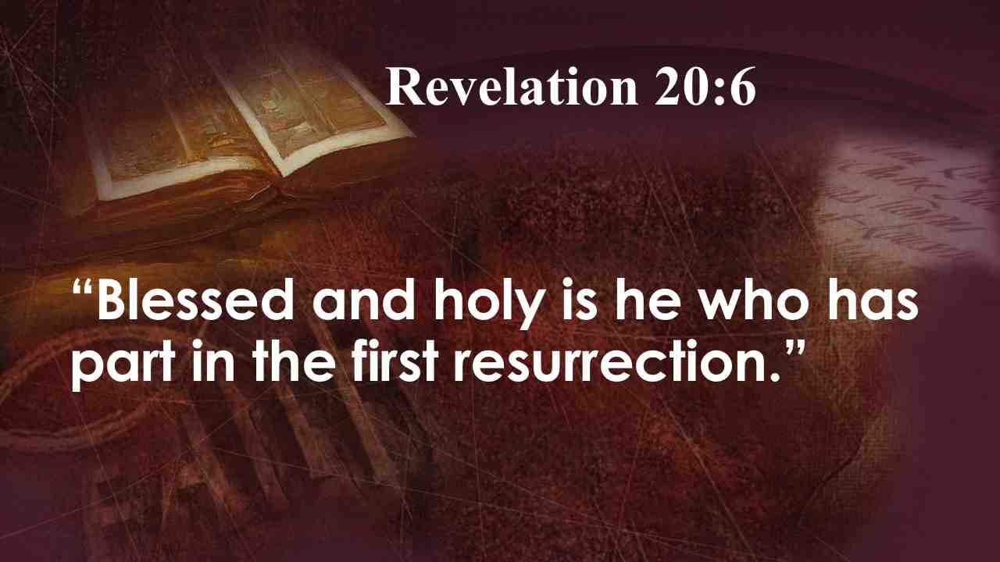 Revelation 20:6
“Blessed and holy is he who has
part in the first resurrection.”